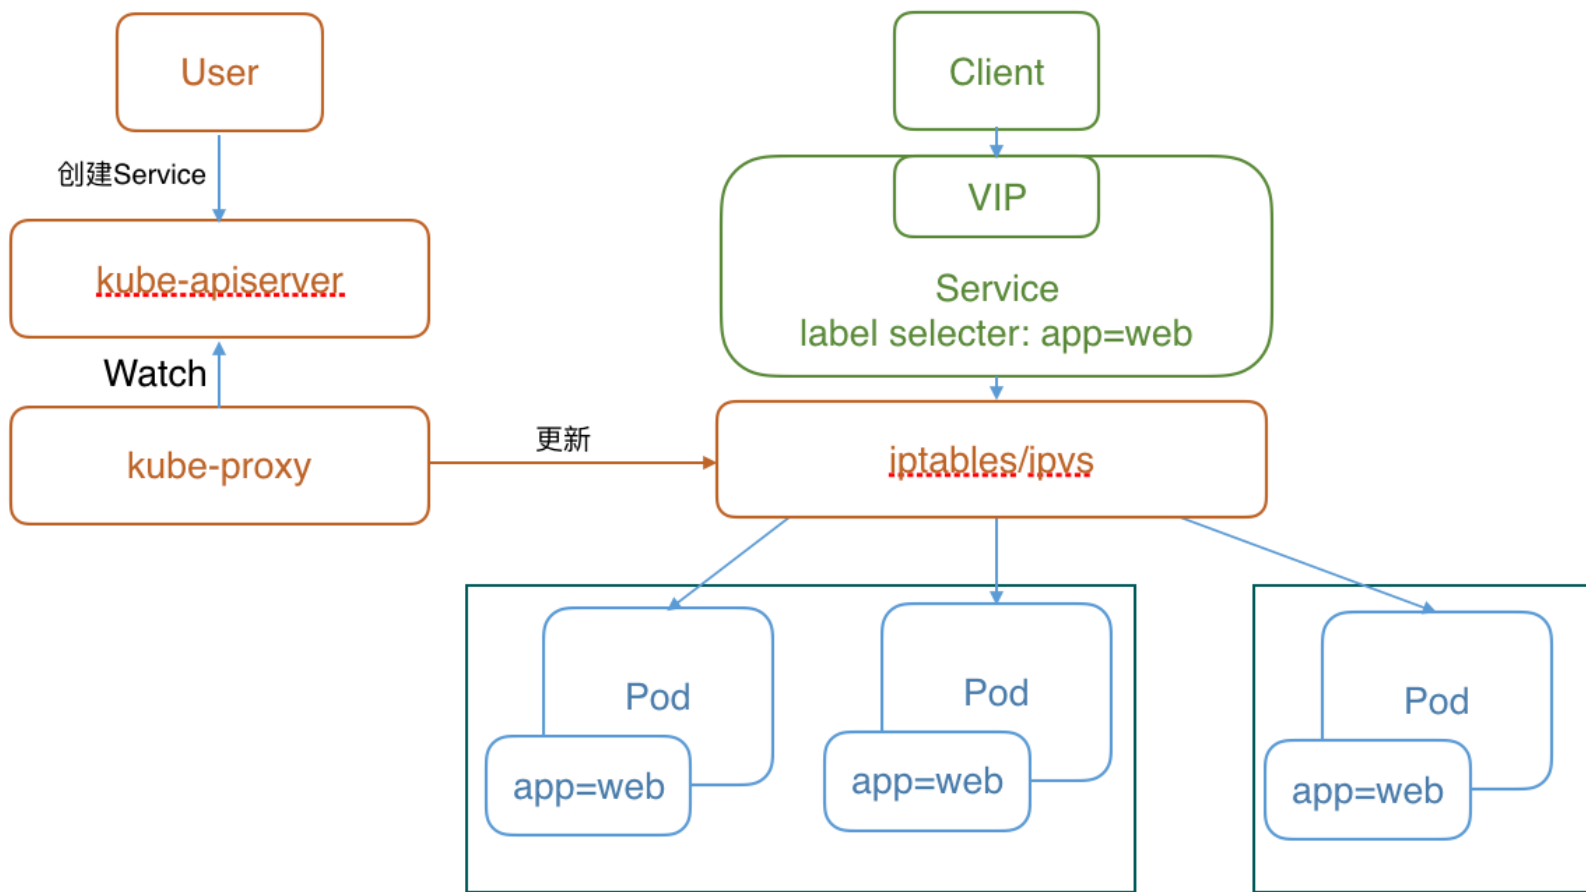 User
Client
创建Service
VIP
kube-apiserver
Service
label selecter: app=web
Watch
kube-proxy
更新
iptables/ipvs
Pod
Pod
Pod
app=web
app=web
app=web